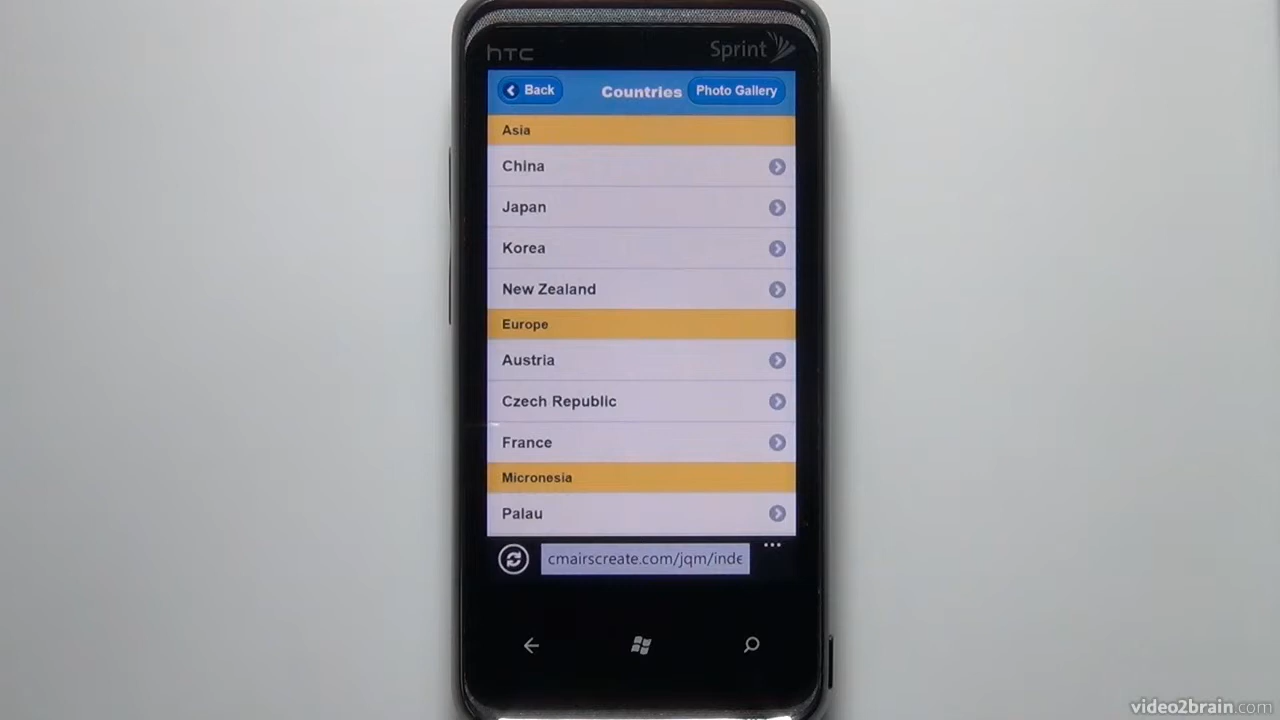 hTC
Sprint
Back
Countries
Photo Gallery
Asia
China
Japan
Korea
New Zealand
Europe
Austria
Czech Republic
France
Micronesia
Palau
cmairscreate.com/jqm/inde
...
video2brain.com